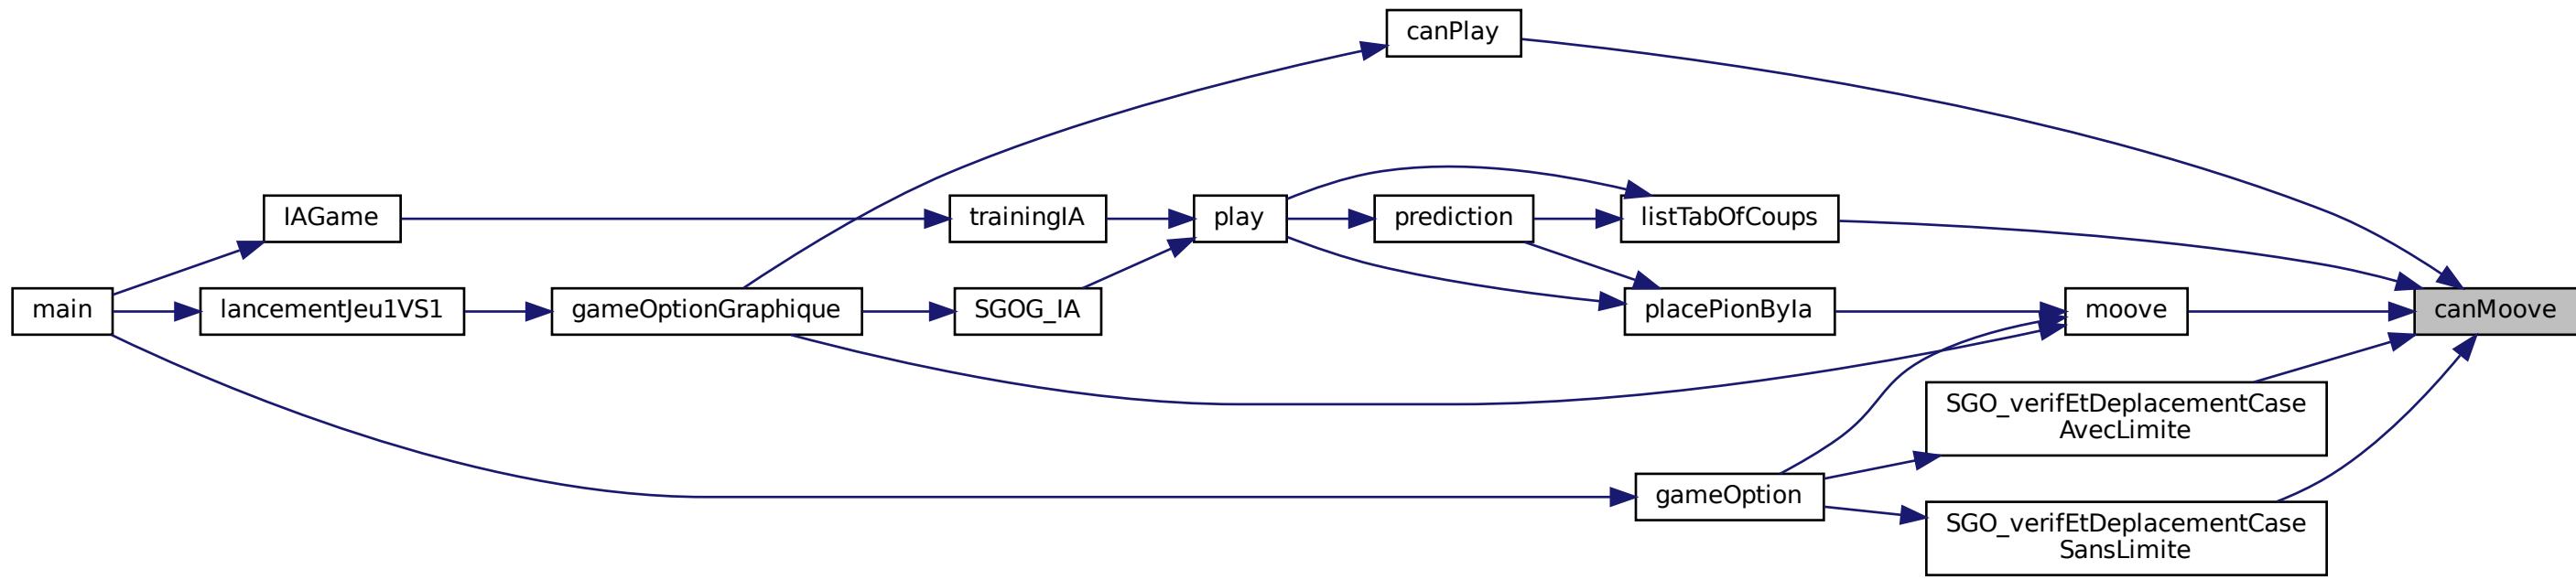 canPlay
IAGame
trainingIA
play
prediction
listTabOfCoups
main
lancementJeu1VS1
gameOptionGraphique
SGOG_IA
placePionByIa
moove
canMoove
SGO_verifEtDeplacementCase
AvecLimite
gameOption
SGO_verifEtDeplacementCase
SansLimite